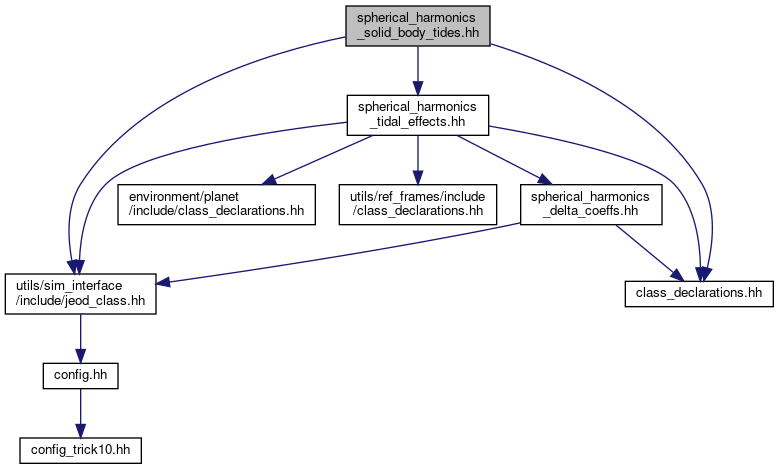 spherical_harmonics
_solid_body_tides.hh
spherical_harmonics
_tidal_effects.hh
environment/planet
/include/class_declarations.hh
utils/ref_frames/include
/class_declarations.hh
spherical_harmonics
_delta_coeffs.hh
utils/sim_interface
/include/jeod_class.hh
class_declarations.hh
config.hh
config_trick10.hh